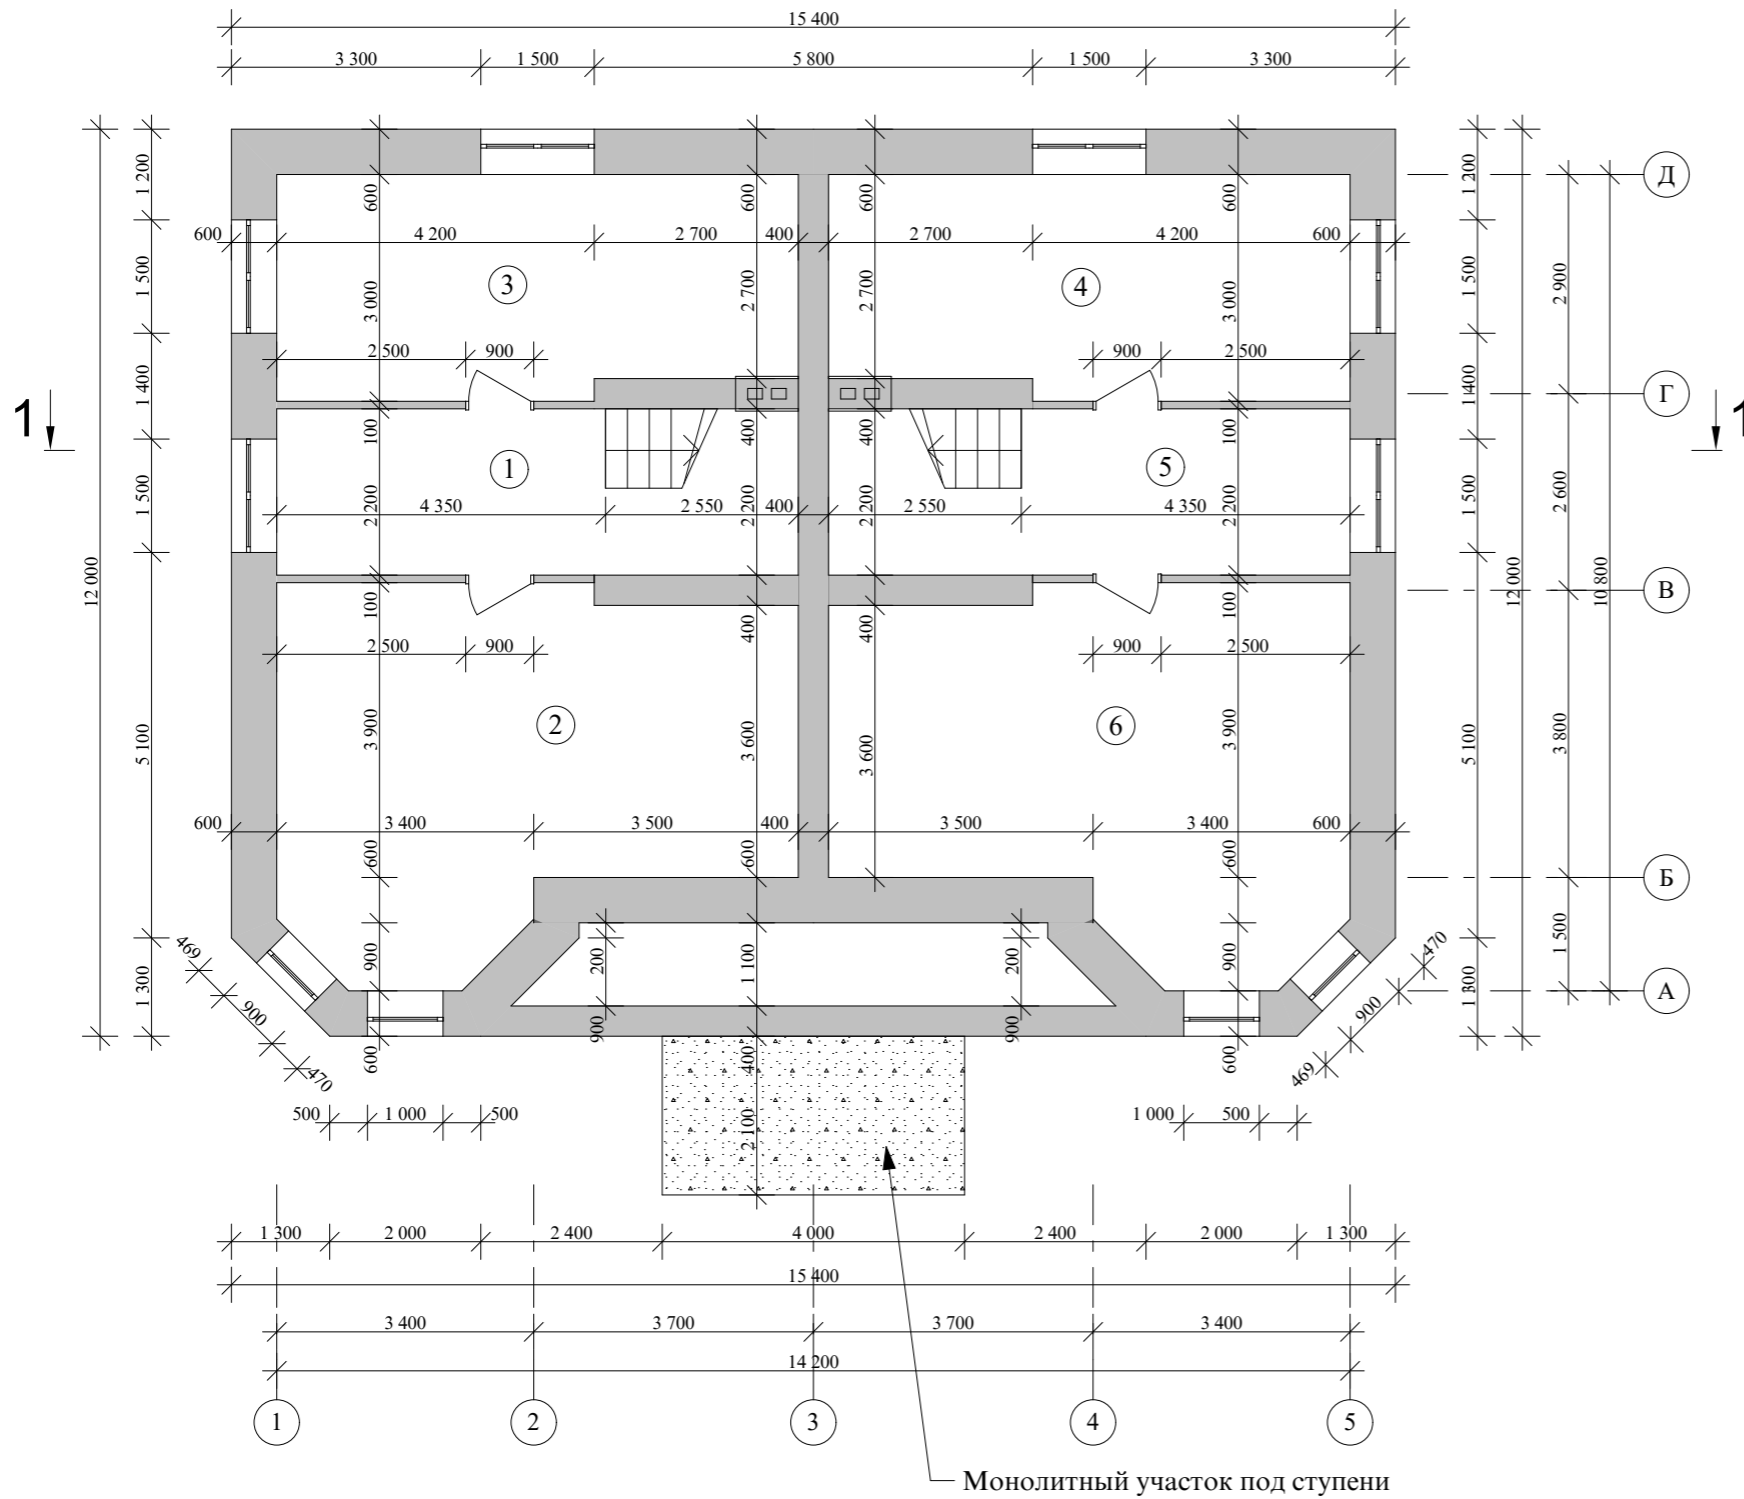 15 400
3 300 1 500 5 800 1 500 3 300
600 600 600 600
1 200 1 200 Д
600 4 200 2 700 400 2 700 4 200 600
1 500 3 000 2 700 2 700 3 000 1 500 2 900
3 4
2 500 900 900 2 500
1 400 1 400 Г
1 1
100 400 400 100
1 5
1 500 2 200 2 200 2 200 2 200 1 500 2 600
4 350 2 550 400 2 550 4 350
12 000 12 000 10 800
100 400 400 100 В
2 500 900 900 2 500
2 6
5 100 3 900 3 600 3 600 3 900 5 100 3 800
600 3 400 3 500 400 3 500 3 400 600
600 600 600 Б
469 900 200 1 100 200 900 470
1 300 1 300 1 500 А
900 900
600 900 400 900 600
470 469
500 1 000 500 1 000 500
2 100
1 300 2 000 2 400 4 000 2 400 2 000 1 300
15 400
3 400 3 700 3 700 3 400
14 200
1 2 3 4 5
Монолитный участок под ступени